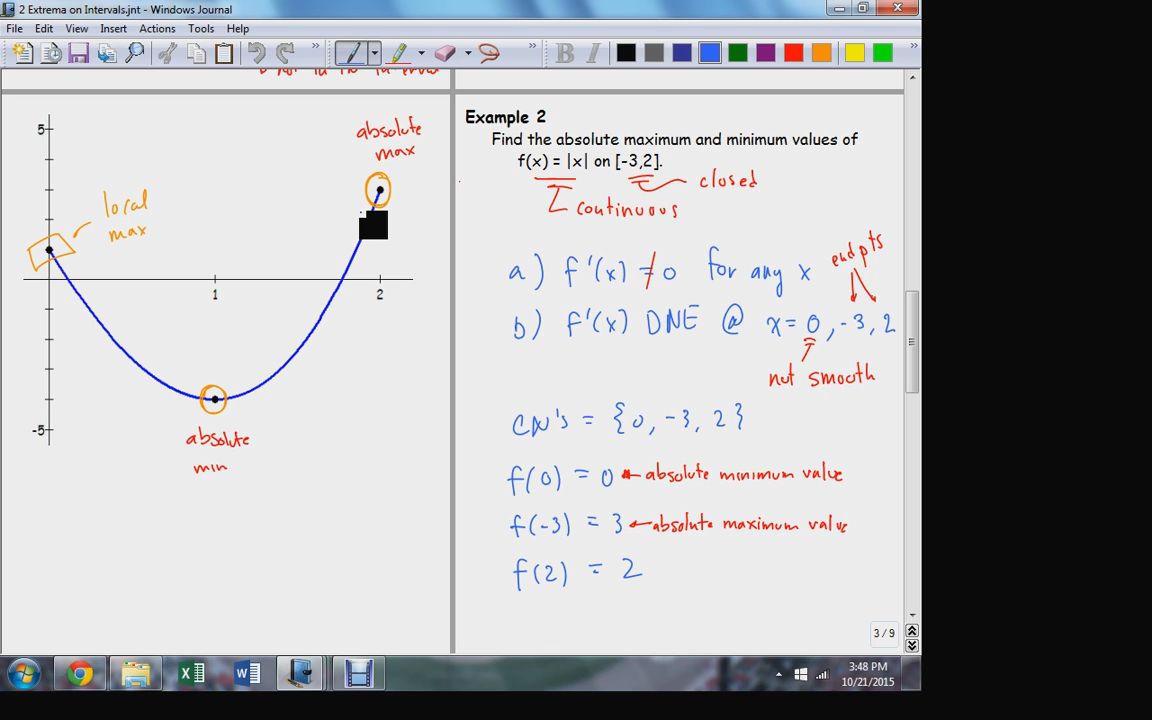 2 Extrema on Intervals.jnt - Windows Journal
File Edit View Insert Actions Tools Help
5
absolute
max
local
max
1
2
-5
absolute
min
Example 2
Find the absolute maximum and minimum values of
f(x) = |x| on [-3,2].
closed
continuous
a) f'(x) ≠ 0 for any x
endpts
b) f'(x) DNE @ x = 0, -3, 2
not smooth
CN's = {0, -3, 2}
f(0) = 0 ← absolute minimum value
f(-3) = 3 ← absolute maximum value
f(2) = 2
3 / 9
3:48 PM
10/21/2015